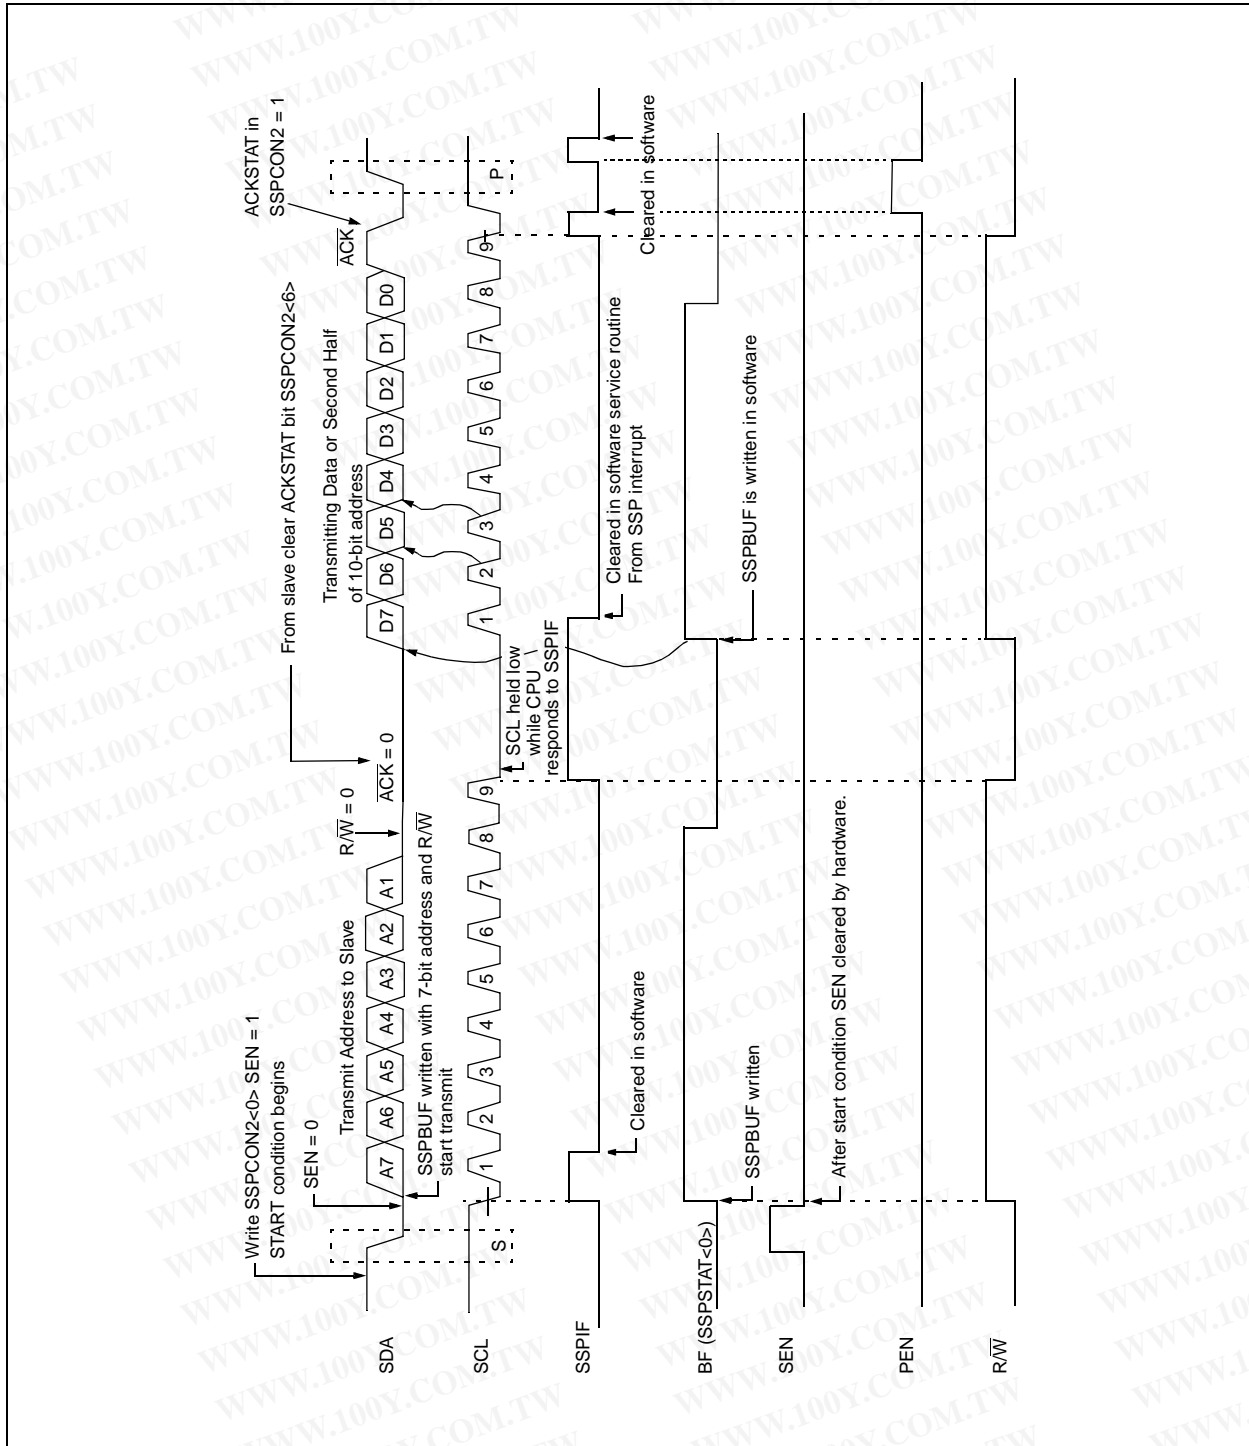 Write SSPCON2<0> SEN = 1
START condition begins
SEN = 0
Transmit Address to Slave
R/W = 0
From slave clear ACKSTAT bit SSPCON2<6>
Transmitting Data or Second Half
of 10-bit address
ACKSTAT in
SSPCON2 = 1
ACK = 0
ACK
SDA
A7 A6 A5 A4 A3 A2 A1
D7 D6 D5 D4 D3 D2 D1 D0
SSPBUF written with 7-bit address and R/W
start transmit
SCL
S
1 2 3 4 5 6 7 8 9
1 2 3 4 5 6 7 8 9
P
SCL held low
while CPU
responds to SSPIF
SSPIF
Cleared in software
Cleared in software service routine
From SSP interrupt
Cleared in software
BF (SSPSTAT<0>)
SSPBUF written
SSPBUF is written in software
SEN
After start condition SEN cleared by hardware.
PEN
R/W
WWW.100Y.COM.TW